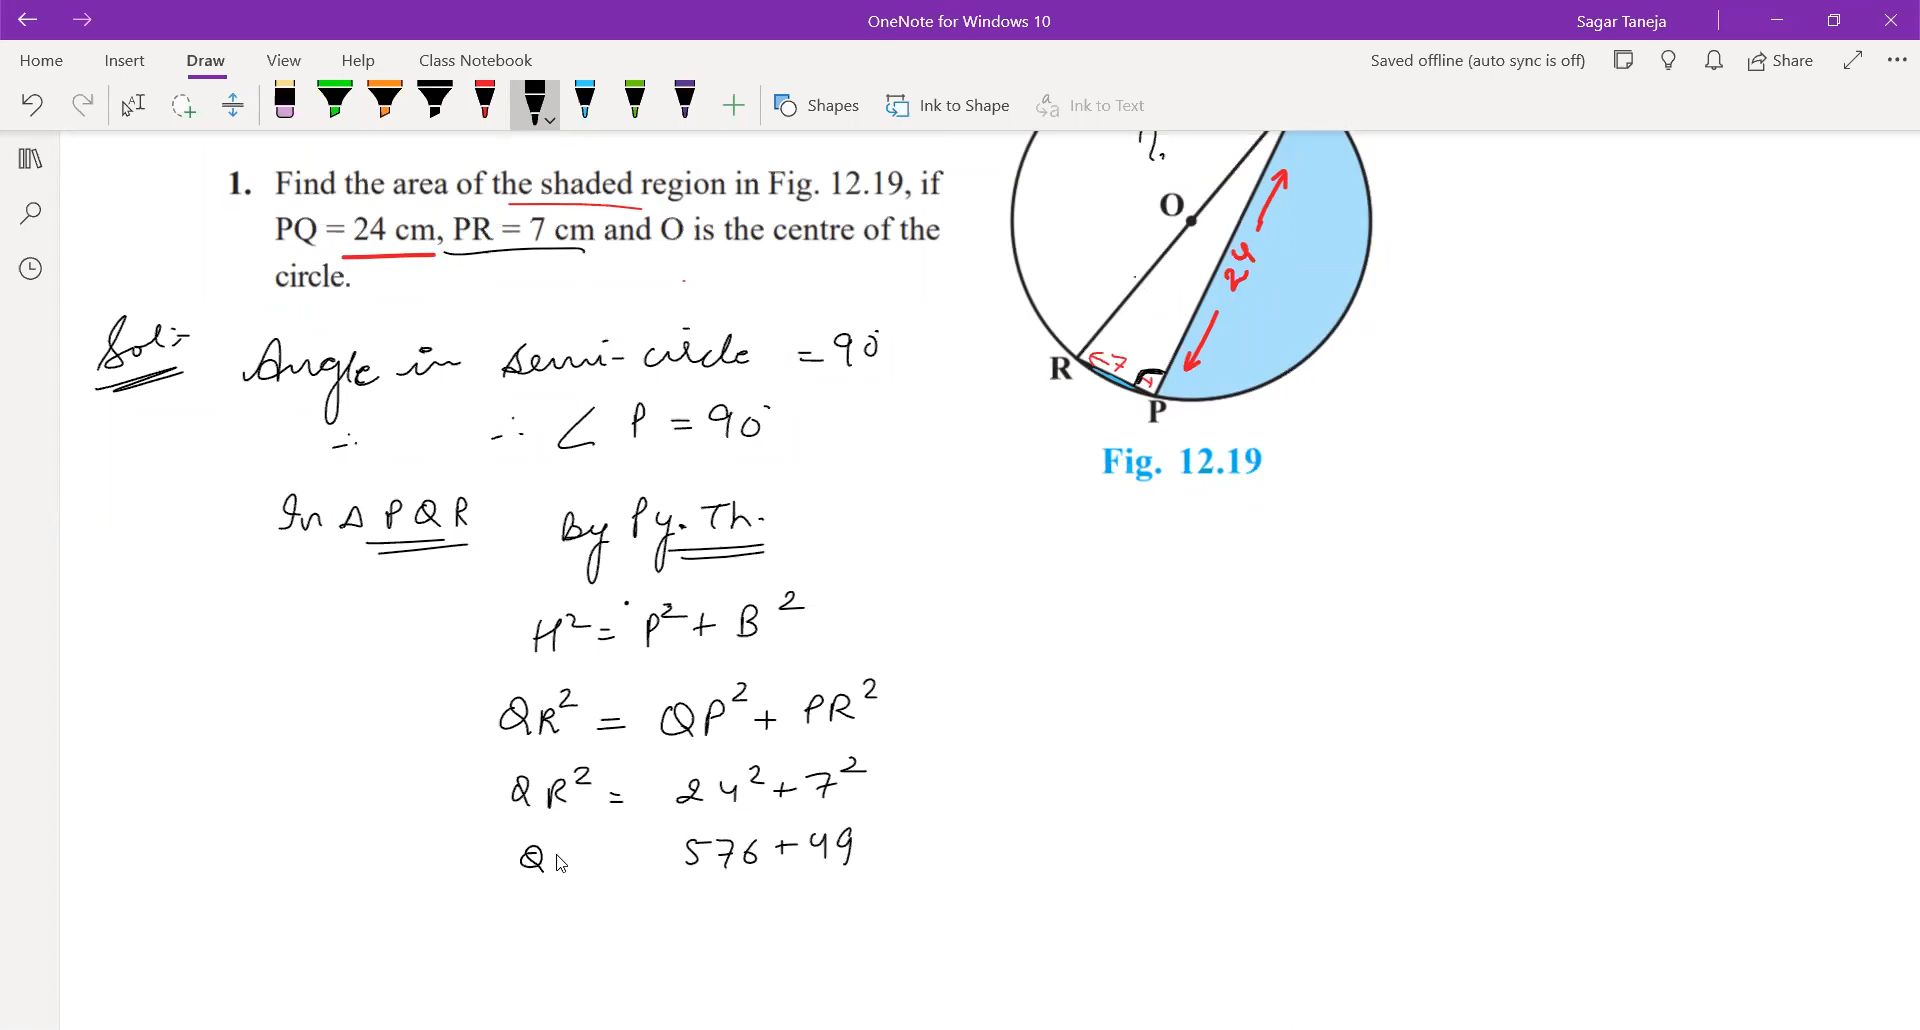 OneNote for Windows 10
Sagar Taneja
Home Insert Draw View Help Class Notebook
Saved offline (auto sync is off) Share
Shapes Ink to Shape Ink to Text
1. Find the area of the shaded region in Fig. 12.19, if
PQ = 24 cm, PR = 7 cm and O is the centre of the
circle.
O
24
7
R
P
Fig. 12.19
Sol:-
Angle in semi-circle = 90°
∴ ∴ ∠ P = 90°
In Δ PQR By Py. Th.
H² = P² + B²
QR² = QP² + PR²
QR² = 24² + 7²
Q 576 + 49